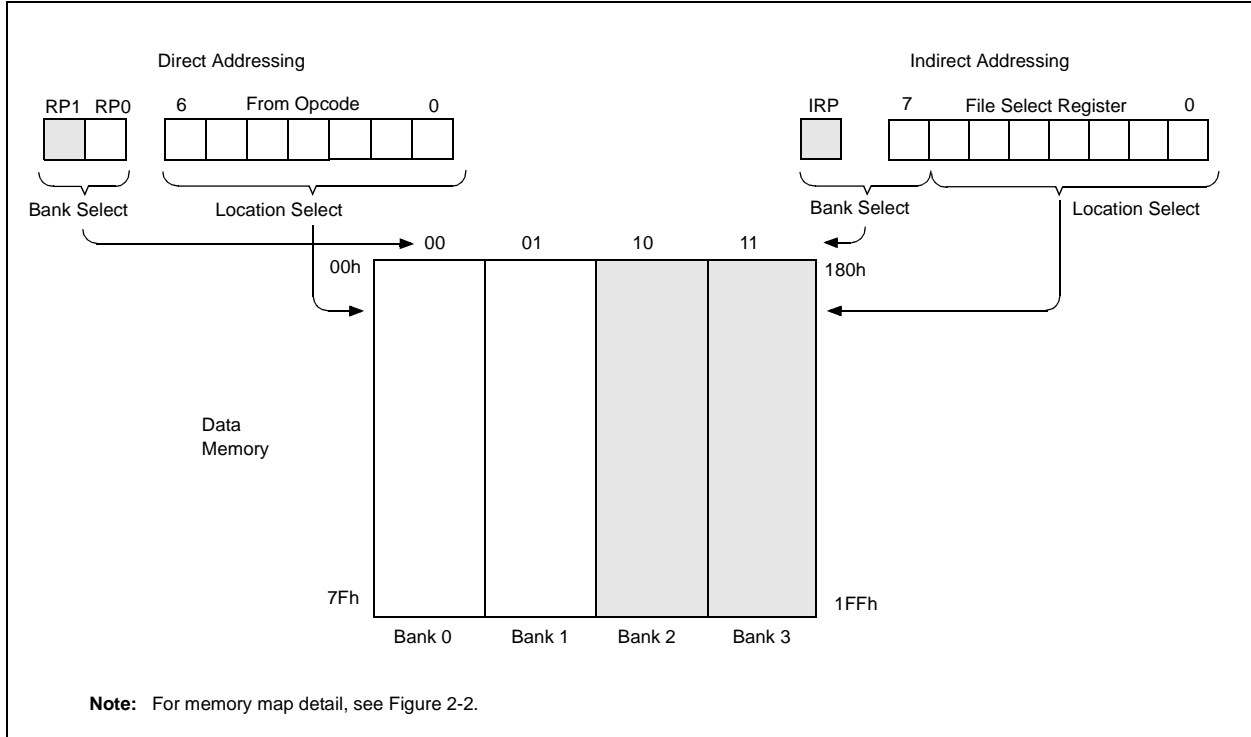 Direct Addressing
Indirect Addressing
RP1 RP0
6 From Opcode 0
IRP
7 File Select Register 0
Bank Select
Location Select
Bank Select
Location Select
00 01 10 11
00h
180h
Data
Memory
7Fh
1FFh
Bank 0 Bank 1 Bank 2 Bank 3
Note: For memory map detail, see Figure 2-2.